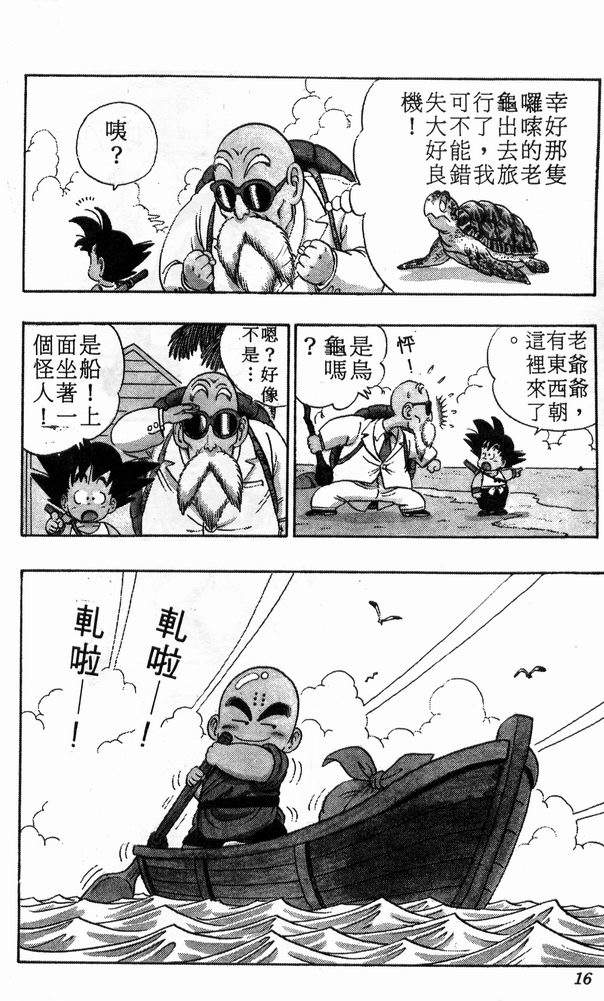 幸好那隻
囉嗦的老
龜出去旅
行了，我
可不能錯
失大好良
機！
咦？
老爺爺，
有東西朝
這裡來了
。
怦！
是烏
龜嗎
？
嗯？好像
不是…
是船！上
面坐著一
個怪人！
軋啦—！
軋啦—！
16